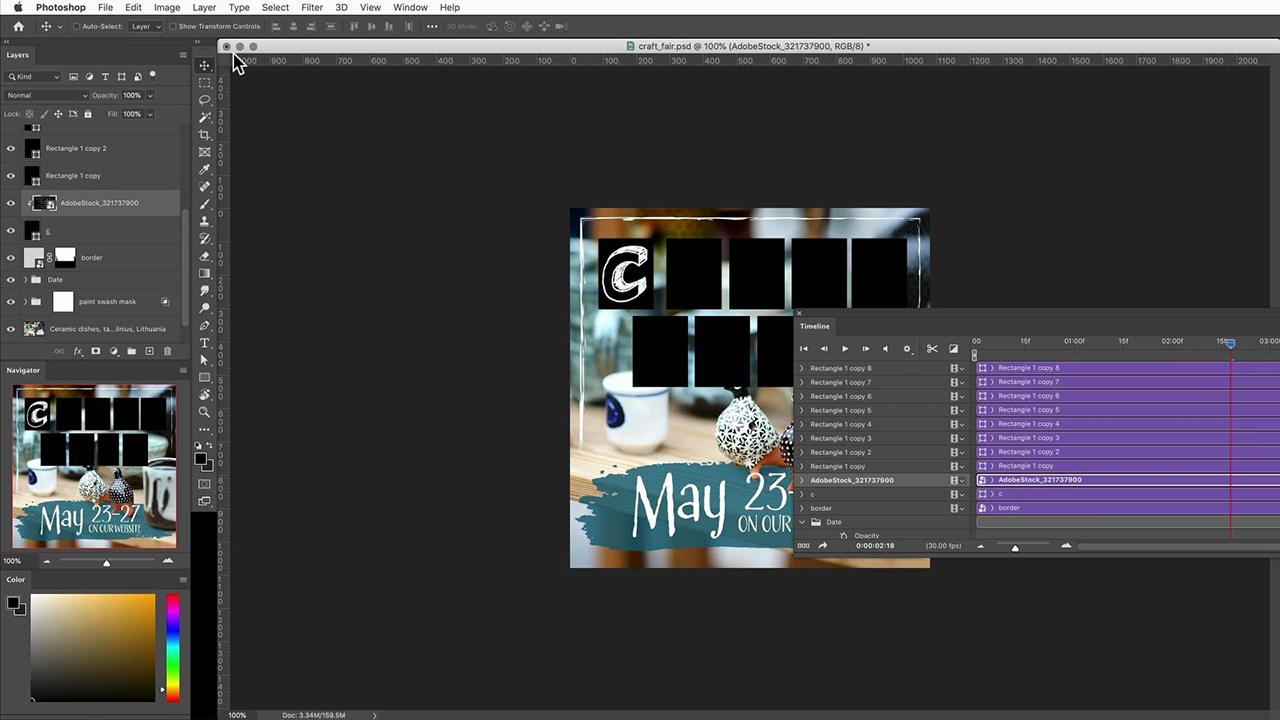 Photoshop File Edit Image Layer Type Select Filter 3D View Window Help
Auto-Select: Layer Show Transform Controls 3D Mode:
craft_fair.psd @ 100% (AdobeStock_321737900, RGB/8) *
900 800 700 600 500 400 300 200 100 0 100 200 300 400 500 600 700 800 900 1000 1100 1200 1300 1400 1500 1600 1700 1800 1900 2000
Layers
Kind
Normal Opacity: 100%
Lock: Fill: 100%
Rectangle 1 copy 2
Rectangle 1 copy
AdobeStock_321737900
c
border
Date
paint swash mask
Ceramic dishes, ta...ilnius, Lithuania
fx
Navigator
C
May 23-27
ON OUR WEBSITE
100%
Color
C
May 23-
ON OUR
Timeline
00 15f 01:00f 15f 02:00f 15f 03:00
Rectangle 1 copy 8 Rectangle 1 copy 8
Rectangle 1 copy 7 Rectangle 1 copy 7
Rectangle 1 copy 6 Rectangle 1 copy 6
Rectangle 1 copy 5 Rectangle 1 copy 5
Rectangle 1 copy 4 Rectangle 1 copy 4
Rectangle 1 copy 3 Rectangle 1 copy 3
Rectangle 1 copy 2 Rectangle 1 copy 2
Rectangle 1 copy Rectangle 1 copy
AdobeStock_321737900 AdobeStock_321737900
c c
border border
Date
Opacity
0:00:02:18 (30.00 fps)
100% Doc: 3.34M/159.5M